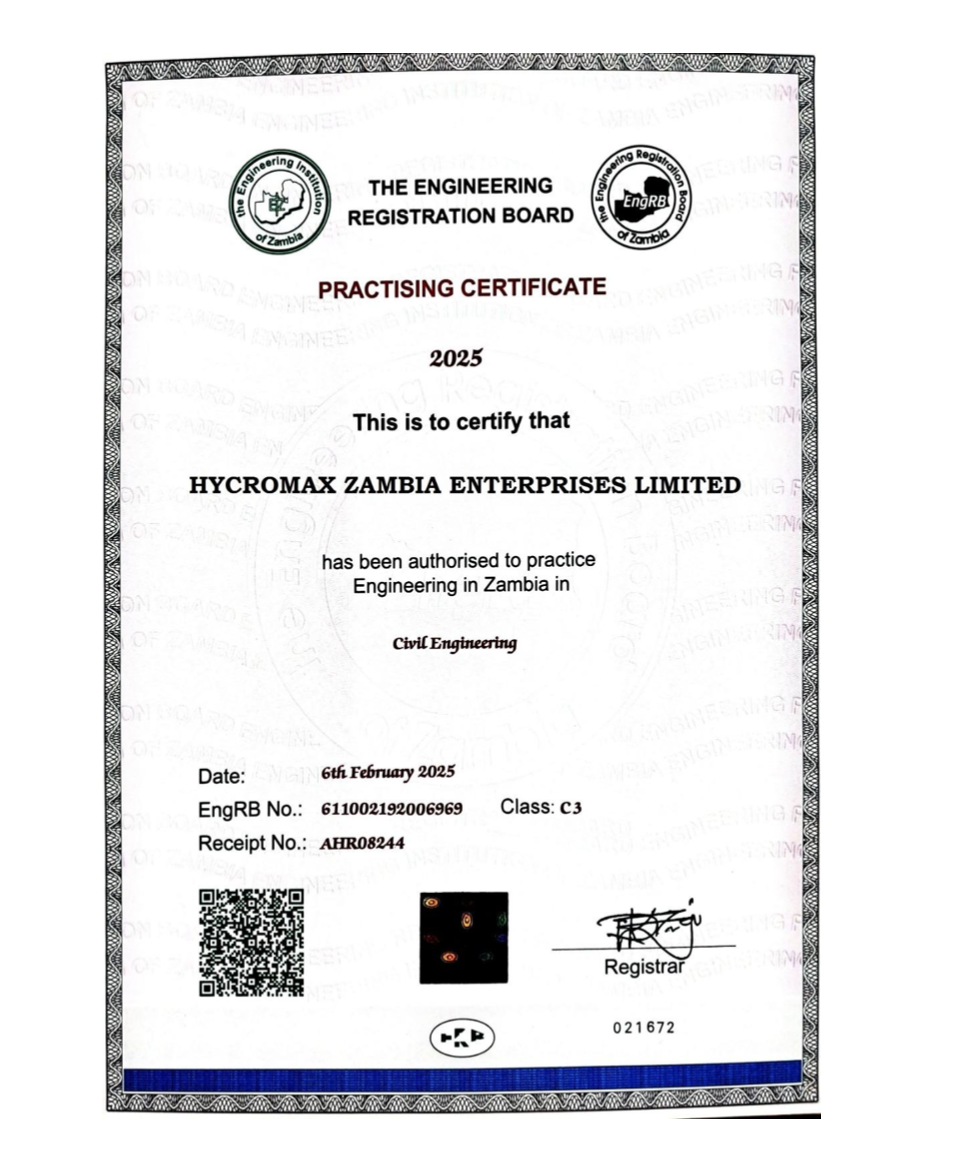 the Engineering Institution
of Zambia
THE ENGINEERING
REGISTRATION BOARD
the Engineering Registration Board
EngRB
of Zambia
PRACTISING CERTIFICATE
2025
This is to certify that
HYCROMAX ZAMBIA ENTERPRISES LIMITED
has been authorised to practice
Engineering in Zambia in
Civil Engineering
Date: 6th February 2025
EngRB No.: 611002192006969 Class: C3
Receipt No.: AHR08244
Registrar
021672